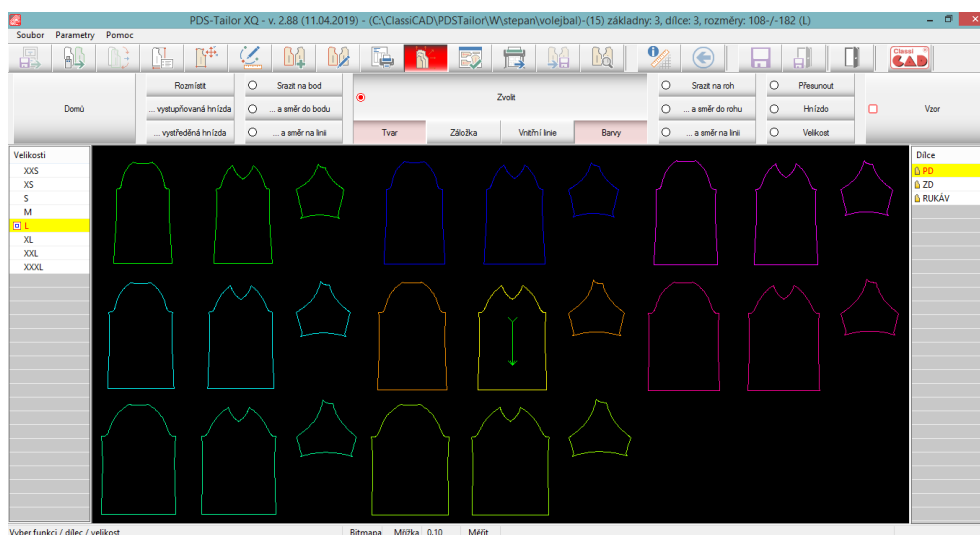 PDS-Tailor XQ - v. 2.88 (11.04.2019) - (C:\ClassiCAD\PDSTailor\W\stepan\volejbal)-(15) základny: 3, dílce: 3, rozměry: 108-/-182 (L)
Soubor Parametry Pomoc
Classi
CAD
Domů
Rozmístit
... vystupňovaná hnízda
... vystředěná hnízda
Srazit na bod
... a směr do bodu
... a směr na linii
Zvolit
Tvar Záložka Vnitřní linie Barvy
Srazit na roh
... a směr do rohu
... a směr na linii
Přesunout
Hnízdo
Velikost
Vzor
Velikosti
XXS
XS
S
M
L
XL
XXL
XXXL
Dílce
PD
ZD
RUKÁV
Vyber funkci / dílec / velikost
Bitmapa Mřížka 0.10 Měřit